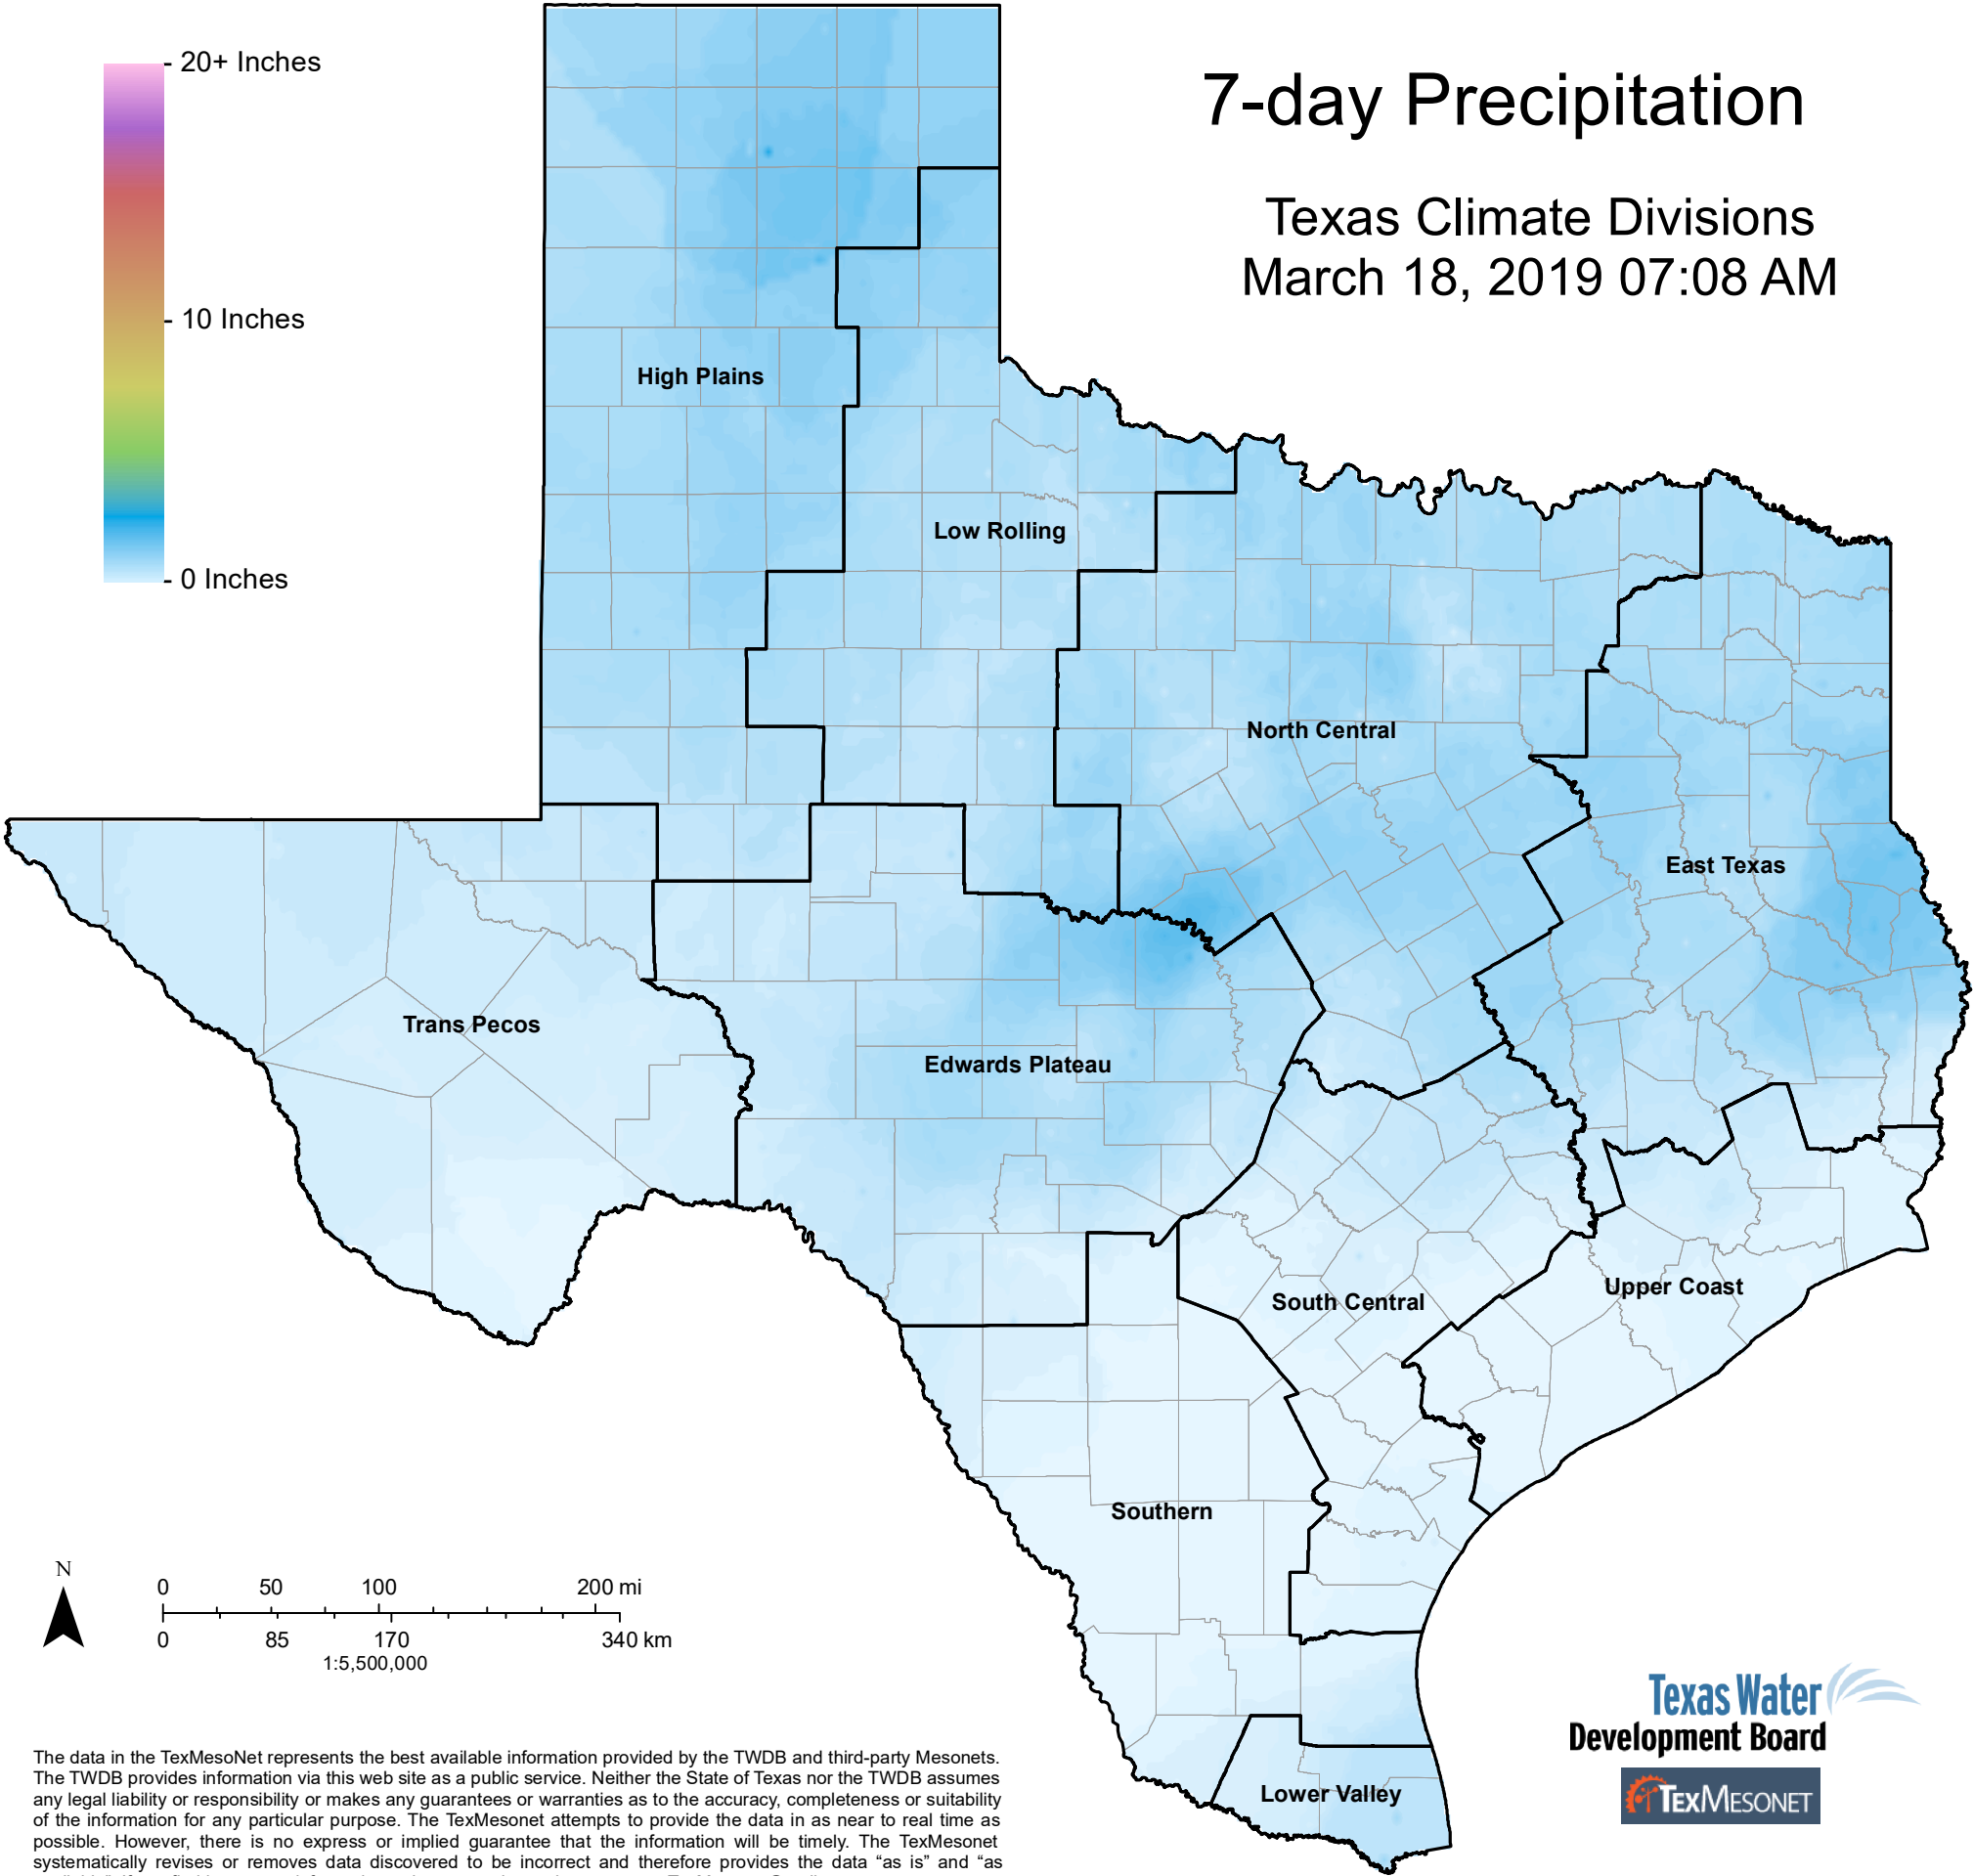 7-day Precipitation
Texas Climate Divisions
March 18, 2019 07:08 AM
20+ Inches
10 Inches
0 Inches
High Plains
Low Rolling
North Central
East Texas
Trans Pecos
Edwards Plateau
South Central
Upper Coast
Southern
Lower Valley
N
0 50 100 200 mi
0 85 170 340 km
1:5,500,000
Texas Water
Development Board
TEXMESONET
The data in the TexMesoNet represents the best available information provided by the TWDB and third-party Mesonets.
The TWDB provides information via this web site as a public service. Neither the State of Texas nor the TWDB assumes
any legal liability or responsibility or makes any guarantees or warranties as to the accuracy, completeness or suitability
of the information for any particular purpose. The TexMesonet attempts to provide the data in as near to real time as
possible. However, there is no express or implied guarantee that the information will be timely. The TexMesonet
systematically revises or removes data discovered to be incorrect and therefore provides the data “as is” and “as